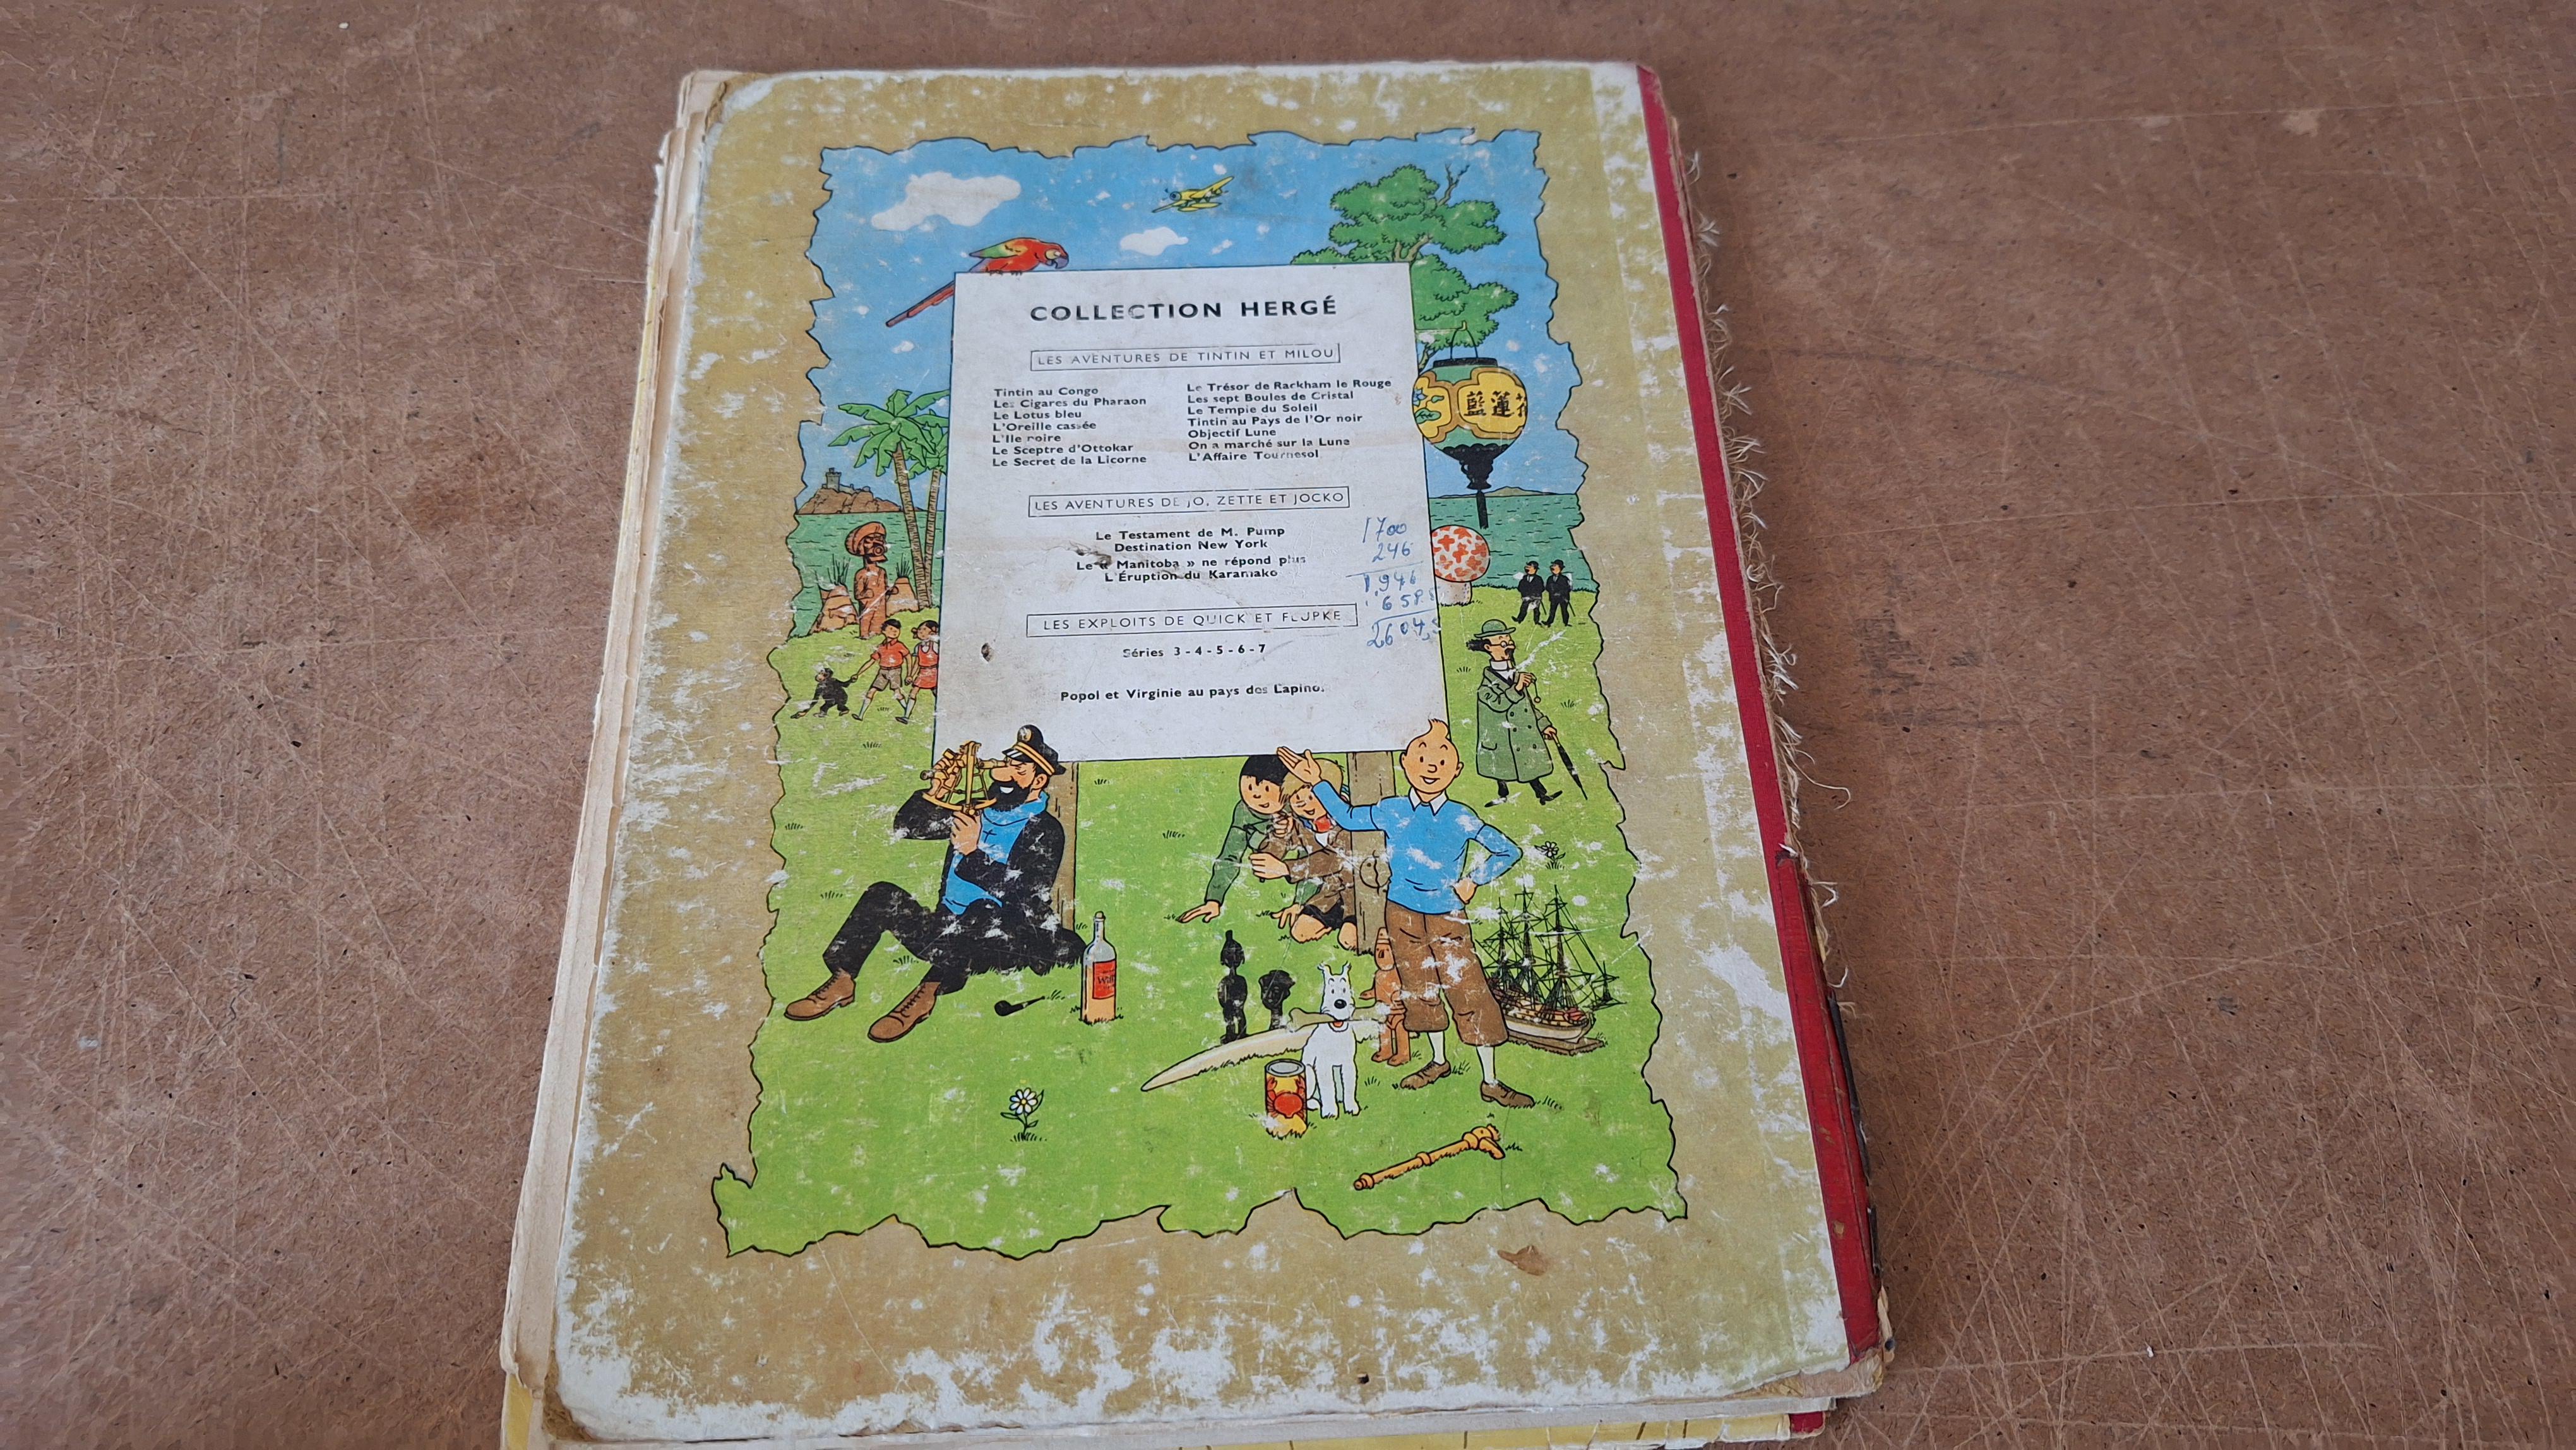 COLLECTION HERGÉ
LES AVENTURES DE TINTIN ET MILOU
Tintin au Congo
Les Cigares du Pharaon
Le Lotus bleu
L'Oreille cassée
L'Ile noire
Le Sceptre d'Ottokar
Le Secret de la Licorne
Le Trésor de Rackham le Rouge
Les sept Boules de Cristal
Le Temple du Soleil
Tintin au Pays de l'Or noir
Objectif Lune
On a marché sur la Lune
L'Affaire Tournesol
LES AVENTURES DE JO, ZETTE ET JOCKO
Le Testament de M. Pump
Destination New York
Le « Manitoba » ne répond plus
L'Éruption du Karamako
LES EXPLOITS DE QUICK ET FLUPKE
Séries 3-4-5-6-7
Popol et Virginie au pays des Lapinos
1700
246
1.946
藍蓮花